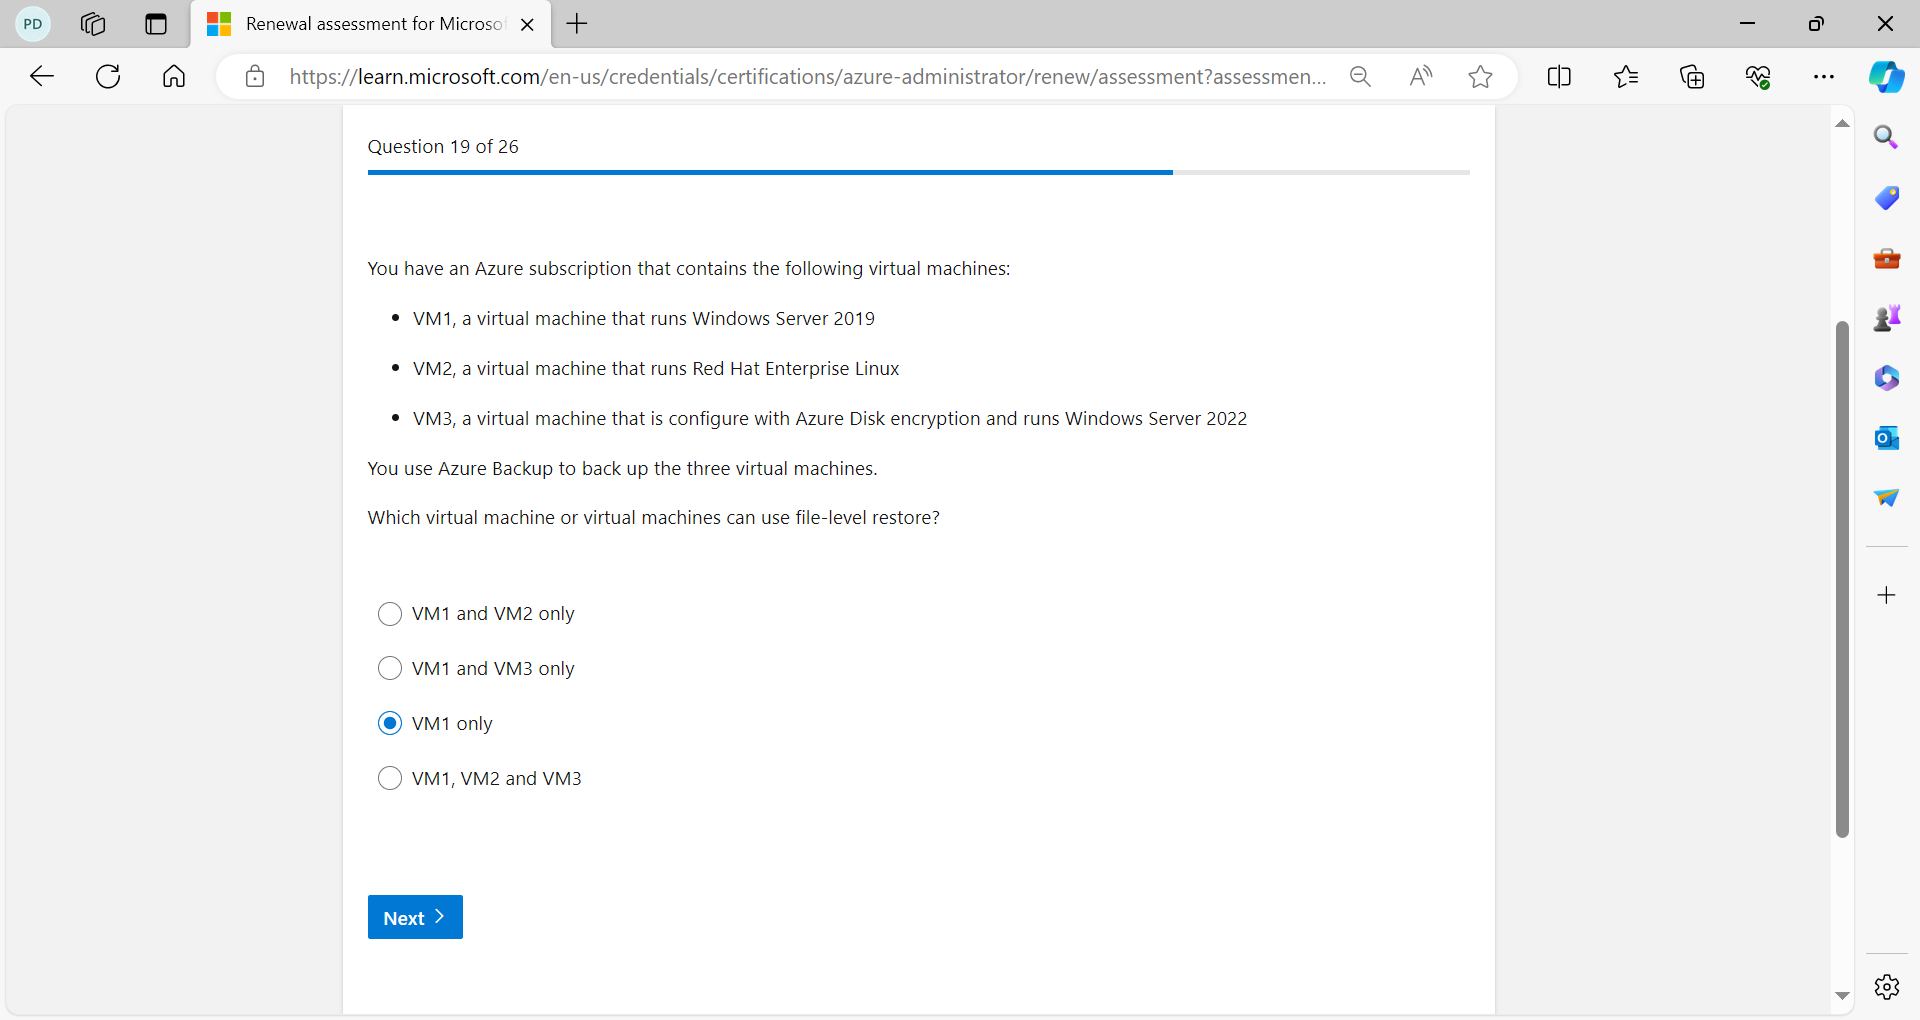 PD
Renewal assessment for Microsof
https://learn.microsoft.com/en-us/credentials/certifications/azure-administrator/renew/assessment?assessmen...
Question 19 of 26
You have an Azure subscription that contains the following virtual machines:
• VM1, a virtual machine that runs Windows Server 2019
• VM2, a virtual machine that runs Red Hat Enterprise Linux
• VM3, a virtual machine that is configure with Azure Disk encryption and runs Windows Server 2022
You use Azure Backup to back up the three virtual machines.
Which virtual machine or virtual machines can use file-level restore?
VM1 and VM2 only
VM1 and VM3 only
VM1 only
VM1, VM2 and VM3
Next